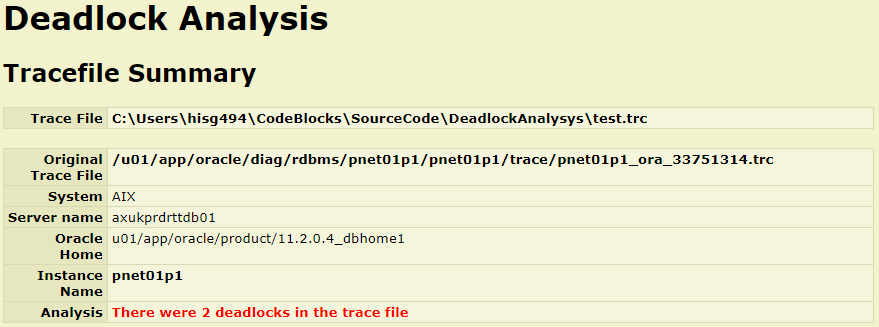 Deadlock Analysis
Tracefile Summary
Trace File C:\Users\hisg494\CodeBlocks\SourceCode\DeadlockAnalysys\test.trc
Original
Trace File /u01/app/oracle/diag/rdbms/pnet01p1/pnet01p1/trace/pnet01p1_ora_33751314.trc
System AIX
Server name axukprdrttdb01
Oracle
Home u01/app/oracle/product/11.2.0.4_dbhome1
Instance
Name pnet01p1
Analysis There were 2 deadlocks in the trace file